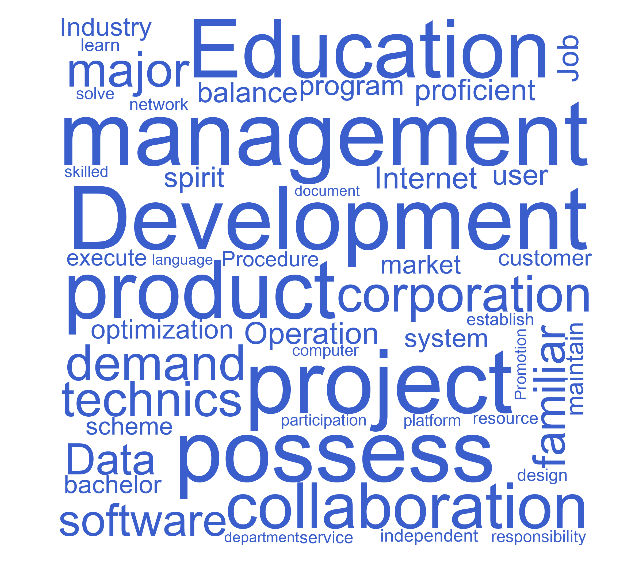 Industry
learn
Education
Job
major
solve
network
balance
program
proficient
management
skilled
spirit
document
Internet
user
Development
execute
language
Procedure
market
customer
product
corporation
optimization
Operation
computer
system
establish
demand
project
Promotion
familiar
maintain
technics
scheme
participation
platform
resource
Data
possess
design
bachelor
software
collaboration
department
service
independent
responsibility